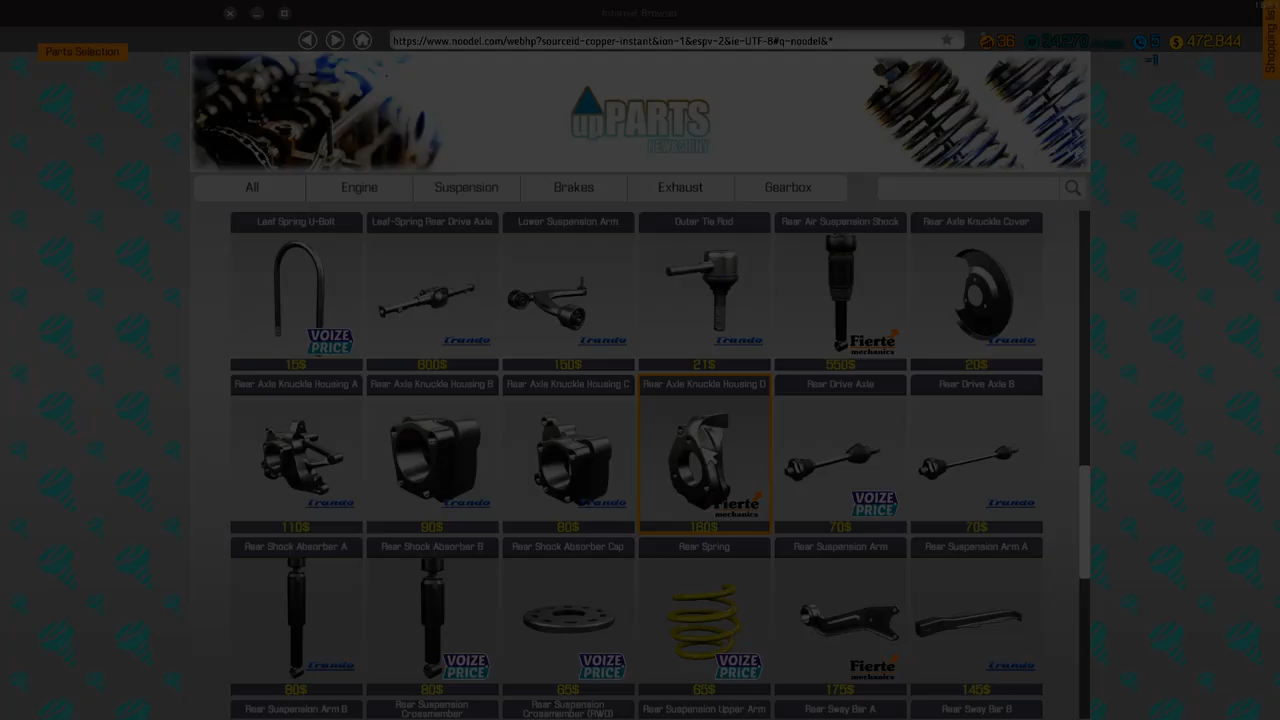 Internet Browser
Parts Selection
https://www.noodel.com/webhp?sourceid-copper-instant&ion-1&espv-2&ie-UTF-8#q-noodel&*
36
5
472.844
Shopping list
upPARTS
All
Engine
Suspension
Brakes
Exhaust
Gearbox
Leaf Spring U-Bolt
Leaf-Spring Rear Drive Axle
Lower Suspension Arm
Outer Tie Rod
Rear Air Suspension Shock
Rear Axle Knuckle Cover
VOIZE PRICE
Trando
Trando
Trando
Fierte mechanics
Trando
15$
600$
150$
21$
550$
20$
Rear Axle Knuckle Housing A
Rear Axle Knuckle Housing B
Rear Axle Knuckle Housing C
Rear Axle Knuckle Housing D
Rear Drive Axle
Rear Drive Axle B
Trando
Trando
Trando
Fierte mechanics
VOIZE PRICE
Trando
110$
90$
80$
160$
70$
70$
Rear Shock Absorber A
Rear Shock Absorber B
Rear Shock Absorber Cap
Rear Spring
Rear Suspension Arm
Rear Suspension Arm A
Trando
VOIZE PRICE
VOIZE PRICE
VOIZE PRICE
Fierte mechanics
Trando
80$
80$
65$
65$
175$
145$
Rear Suspension Arm B
Rear Suspension Crossmember
Rear Suspension Crossmember (RWD)
Rear Suspension Upper Arm
Rear Sway Bar A
Rear Sway Bar B